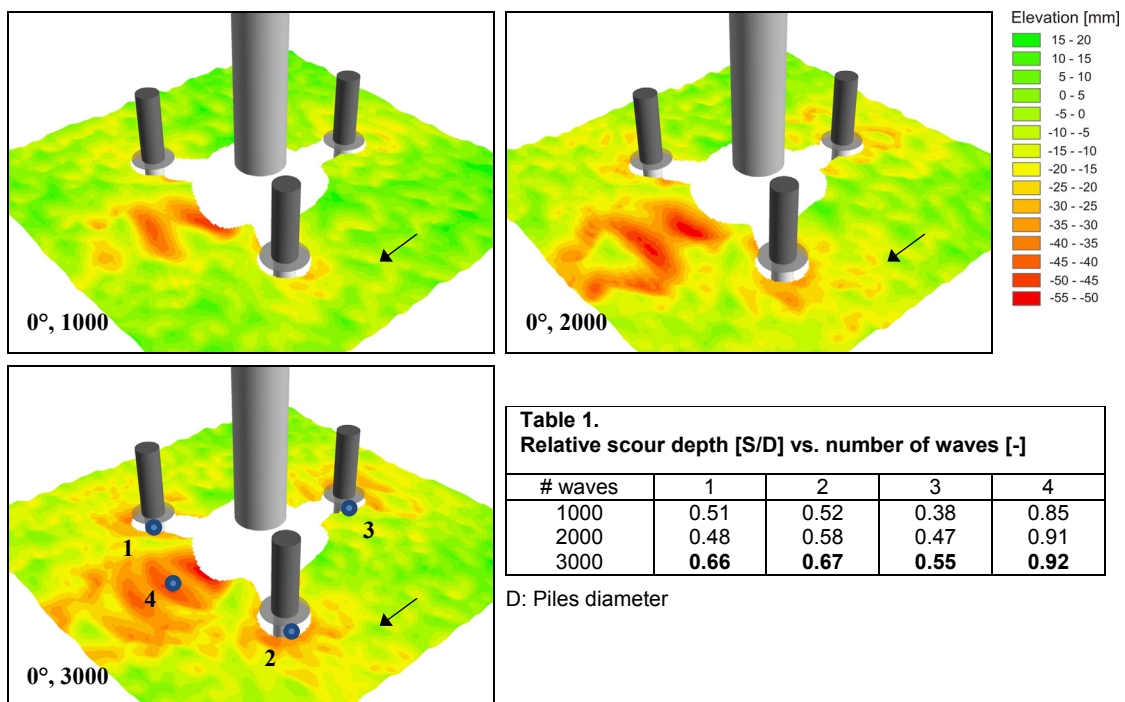 Elevation [mm]
15 - 20
10 - 15
5 - 10
0 - 5
-5 - 0
-10 - -5
-15 - -10
-20 - -15
-25 - -20
-30 - -25
-35 - -30
-40 - -35
-45 - -40
-50 - -45
-55 - -50
0°, 1000
0°, 2000
1
2
3
4
0°, 3000
Table 1.
Relative scour depth [S/D] vs. number of waves [-]
# waves 1 2 3 4
1000 0.51 0.52 0.38 0.85
2000 0.48 0.58 0.47 0.91
3000 0.66 0.67 0.55 0.92
D: Piles diameter